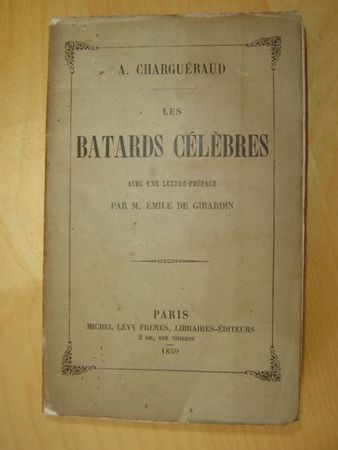 A. CHARGUÉRAUD
LES
BATARDS CÉLÈBRES
AVEC UNE LETTRE-PRÉFACE
PAR M. ÉMILE DE GIRARDIN
PARIS
MICHEL LÉVY FRÈRES, LIBRAIRES-ÉDITEURS
2 BIS, RUE VIVIENNE
1859